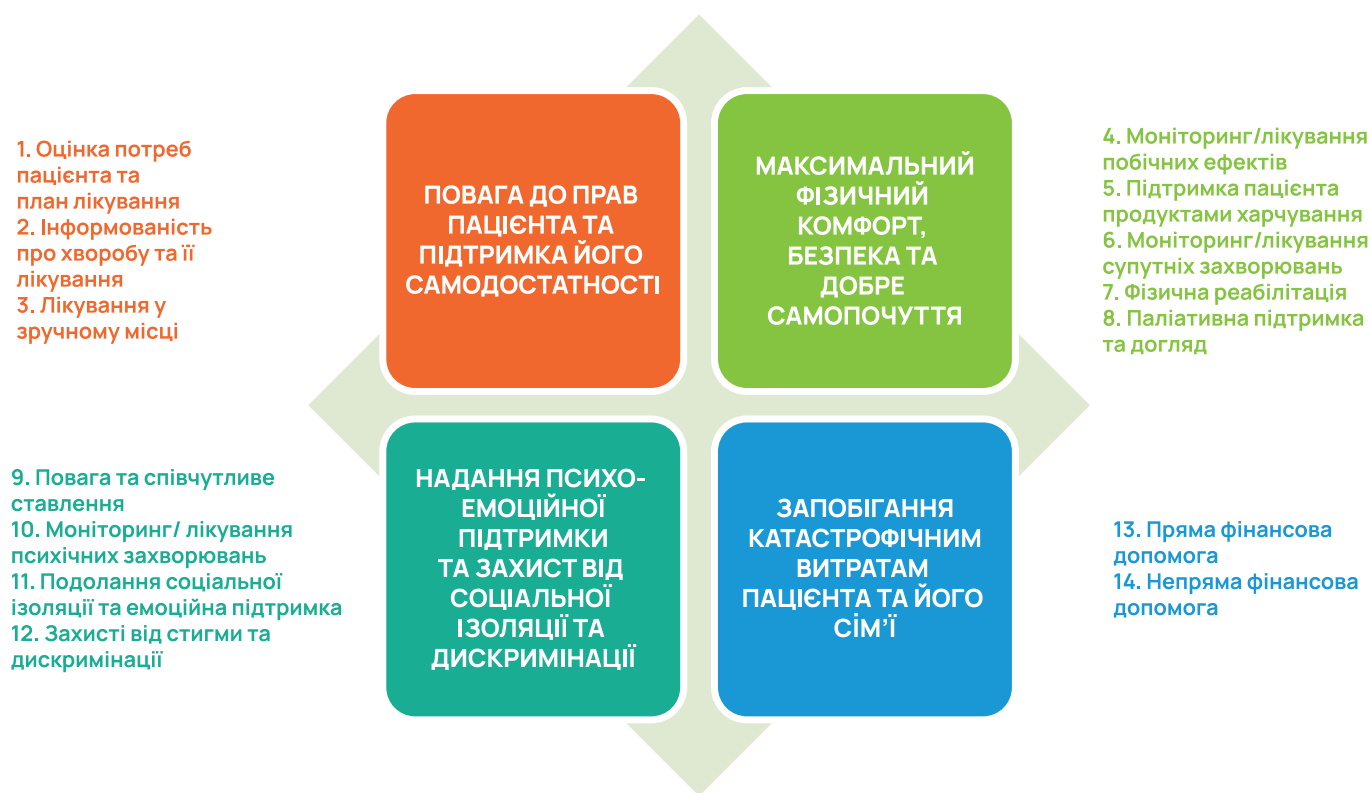 1. Оцінка потреб
пацієнта та
план лікування
2. Інформованість
про хворобу та її
лікування
3. Лікування у
зручному місці
ПОВАГА ДО ПРАВ
ПАЦІЄНТА ТА
ПІДТРИМКА ЙОГО
САМОДОСТАТНОСТІ
МАКСИМАЛЬНИЙ
ФІЗИЧНИЙ
КОМФОРТ,
БЕЗПЕКА ТА
ДОБРЕ
САМОПОЧУТТЯ
4. Моніторинг/лікування
побічних ефектів
5. Підтримка пацієнта
продуктами харчування
6. Моніторинг/лікування
супутніх захворювань
7. Фізична реабілітація
8. Паліативна підтримка
та догляд
9. Повага та співчутливе
ставлення
10. Моніторинг/ лікування
психічних захворювань
11. Подолання соціальної
ізоляції та емоційна підтримка
12. Захисті від стигми та
дискримінації
НАДАННЯ ПСИХО-
ЕМОЦІЙНОЇ
ПІДТРИМКИ
ТА ЗАХИСТ ВІД
СОЦІАЛЬНОЇ
ІЗОЛЯЦІЇ ТА
ДИСКРИМІНАЦІЇ
ЗАПОБІГАННЯ
КАТАСТРОФІЧНИМ
ВИТРАТАМ
ПАЦІЄНТА ТА ЙОГО
СІМ’Ї
13. Пряма фінансова
допомога
14. Непряма фінансова
допомога